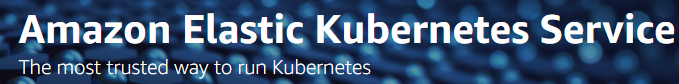 Amazon Elastic Kubernetes Service
The most trusted way to run Kubernetes